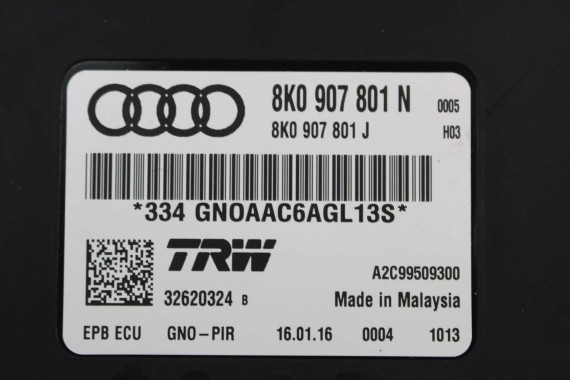 8K0 907 801 N 0005
8K0 907 801 J H03
*334 GNOAAC6AGL13S*
TRW
A2C99509300
32620324 B Made in Malaysia
EPB ECU GNO-PIR 16.01.16 0004 1013